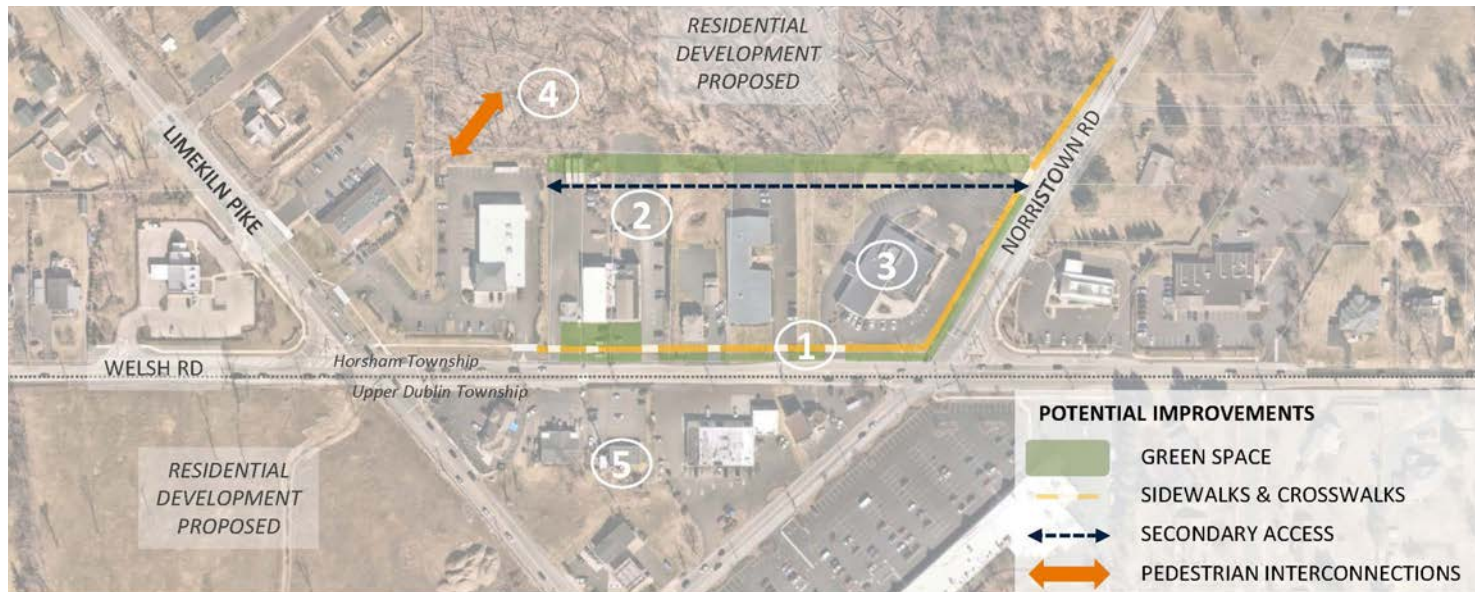 RESIDENTIAL
DEVELOPMENT
PROPOSED
4
LIMEKILN PIKE
NORRISTOWN RD
2
3
1
Horsham Township
WELSH RD
Upper Dublin Township
5
RESIDENTIAL
DEVELOPMENT
PROPOSED
POTENTIAL IMPROVEMENTS
GREEN SPACE
SIDEWALKS & CROSSWALKS
SECONDARY ACCESS
PEDESTRIAN INTERCONNECTIONS